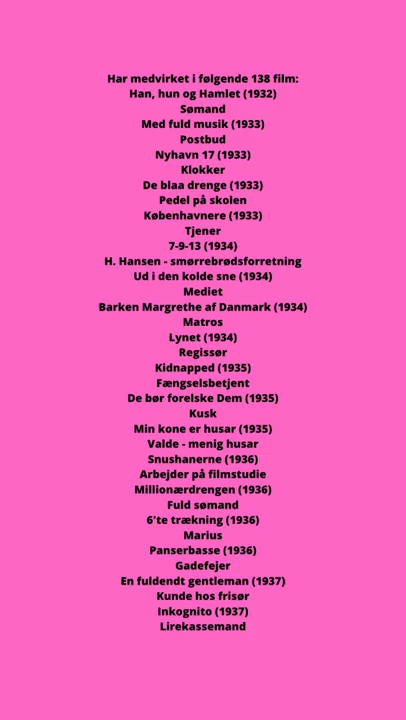 Har medvirket i følgende 138 film:
Han, hun og Hamlet (1932)
Sømand
Med fuld musik (1933)
Postbud
Nyhavn 17 (1933)
Klokker
De blaa drenge (1933)
Pedel på skolen
Københavnere (1933)
Tjener
7-9-13 (1934)
H. Hansen - smørrebrødsforretning
Ud i den kolde sne (1934)
Mediet
Barken Margrethe af Danmark (1934)
Matros
Lynet (1934)
Regissør
Kidnapped (1935)
Fængselsbetjent
De bør forelske Dem (1935)
Kusk
Min kone er husar (1935)
Valde - menig husar
Snushanerne (1936)
Arbejder på filmstudie
Millionærdrengen (1936)
Fuld sømand
6'te trækning (1936)
Marius
Panserbasse (1936)
Gadefejer
En fuldendt gentleman (1937)
Kunde hos frisør
Inkognito (1937)
Lirekassemand